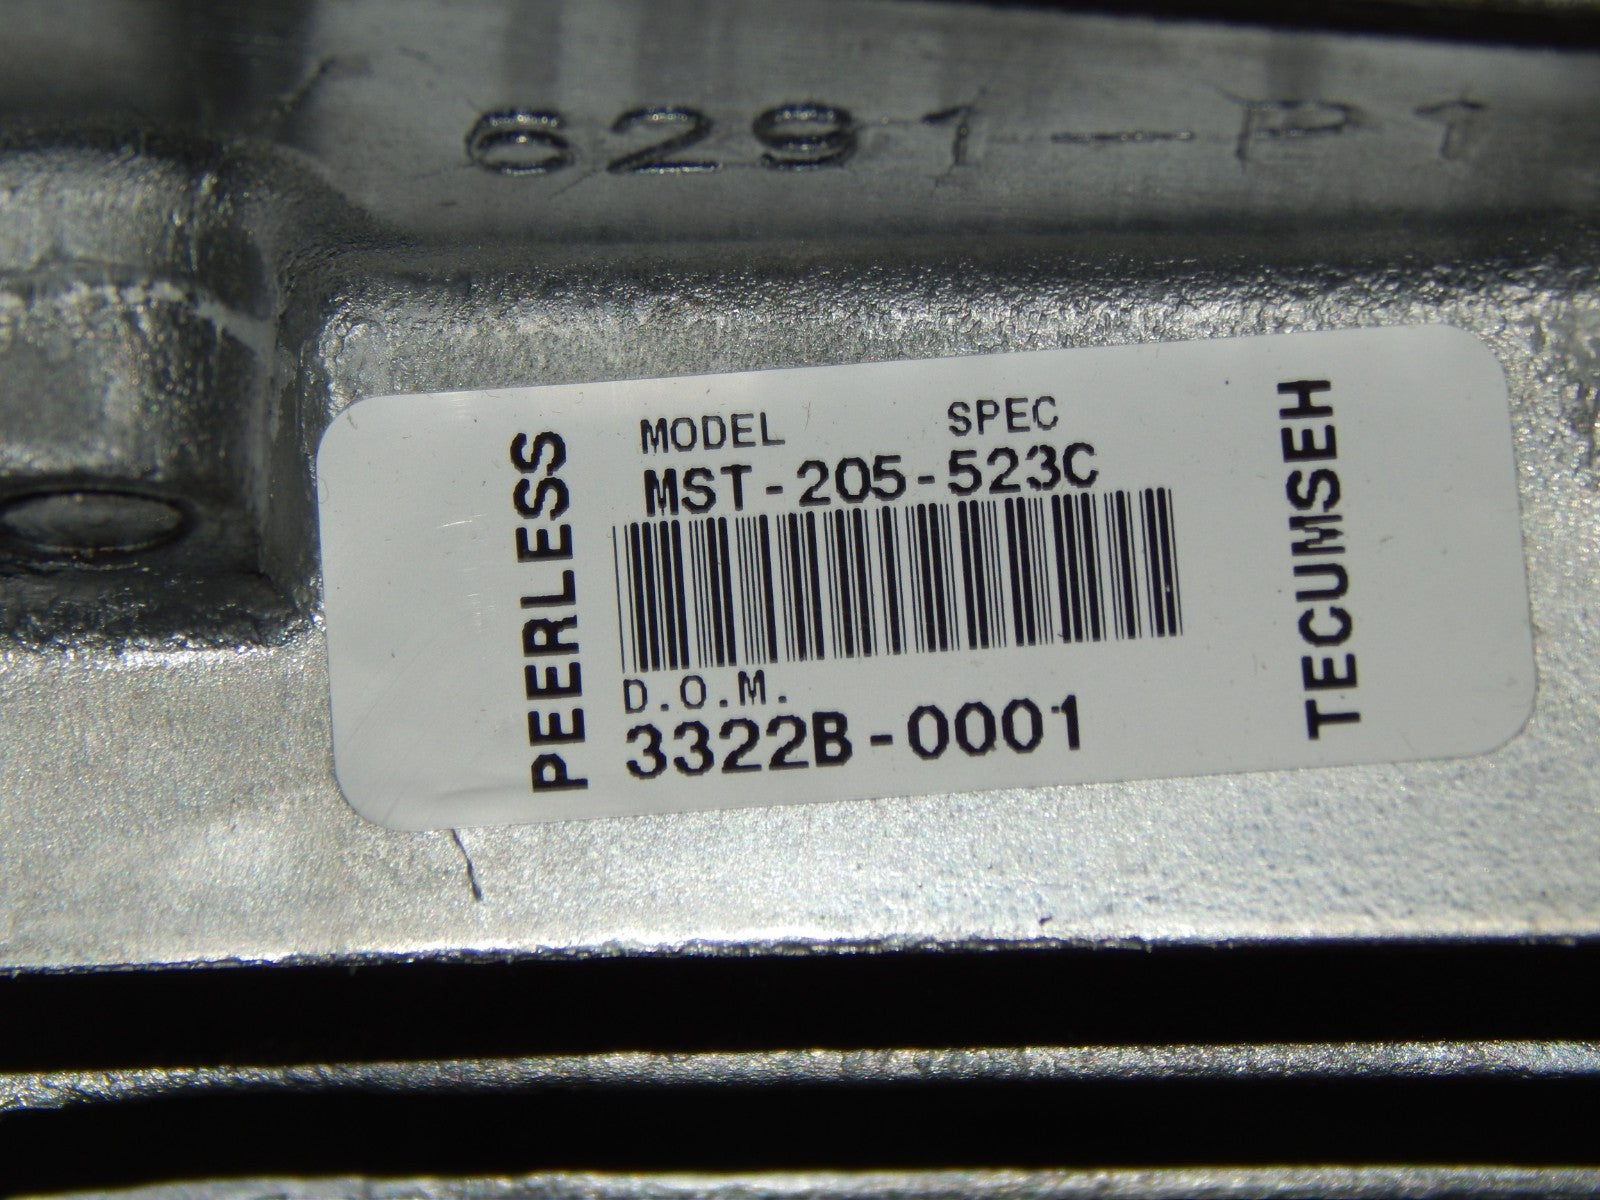 6291-P1
PEERLESS
MODEL SPEC
MST-205-523C
D.O.M.
3322B-0001
TECUMSEH